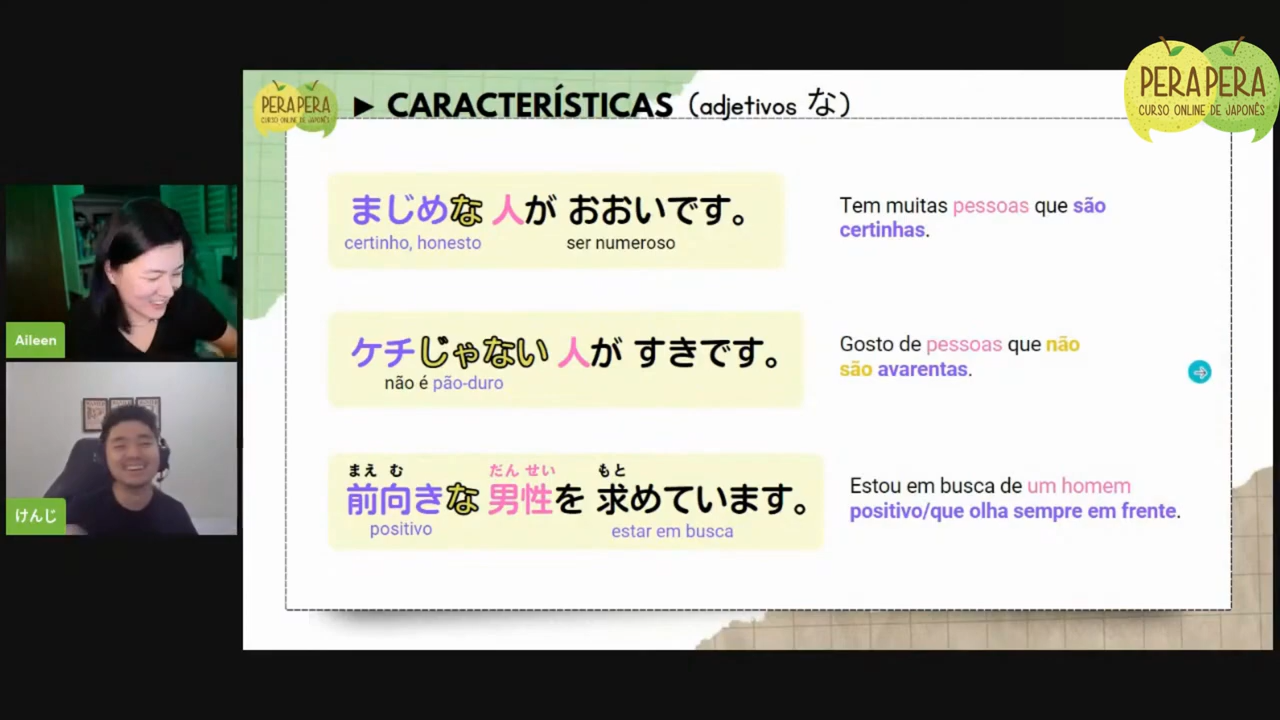 PERAPERA
CURSO ONLINE DE JAPONÊS
PERAPERA
CURSO ONLINE DE JAPONÊS
► CARACTERÍSTICAS (adjetivos な)
まじめな 人が おおいです。
certinho, honesto
ser numeroso
Tem muitas pessoas que são
certinhas.
Aileen
ケチじゃない 人が すきです。
não é pão-duro
Gosto de pessoas que não
são avarentas.
けんじ
まえ む だん せい もと
前向きな 男性を 求めています。
positivo
estar em busca
Estou em busca de um homem
positivo/que olha sempre em frente.